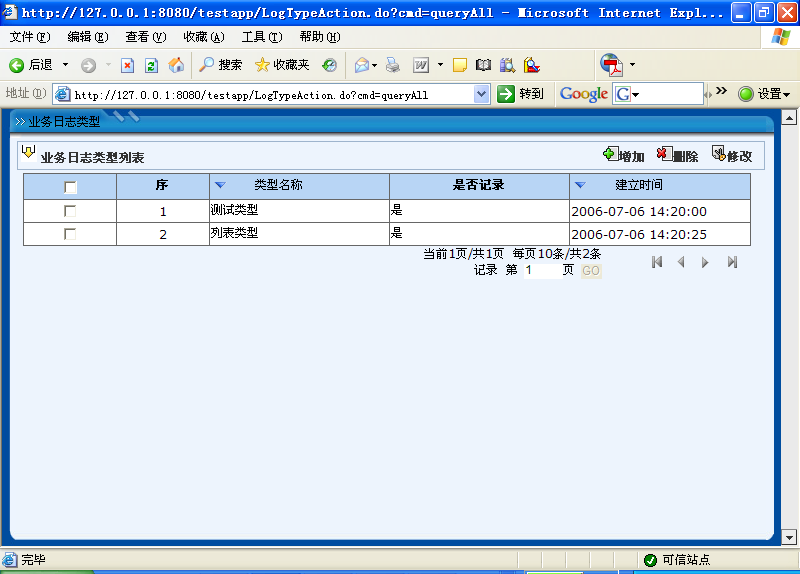 http://127.0.0.1:8080/testapp/LogTypeAction.do?cmd=queryAll - Microsoft Internet Expl...
文件(F) 编辑(E) 查看(V) 收藏(A) 工具(T) 帮助(H)
后退 搜索 收藏夹
地址(D) http://127.0.0.1:8080/testapp/LogTypeAction.do?cmd=queryAll 转到 Google G 设置
>> 业务日志类型
业务日志类型列表 增加 删除 修改
序 类型名称 是否记录 建立时间
1 测试类型 是 2006-07-06 14:20:00
2 列表类型 是 2006-07-06 14:20:25
当前1页/共1页 每页10条/共2条
记录 第 1 页 GO
完毕 可信站点